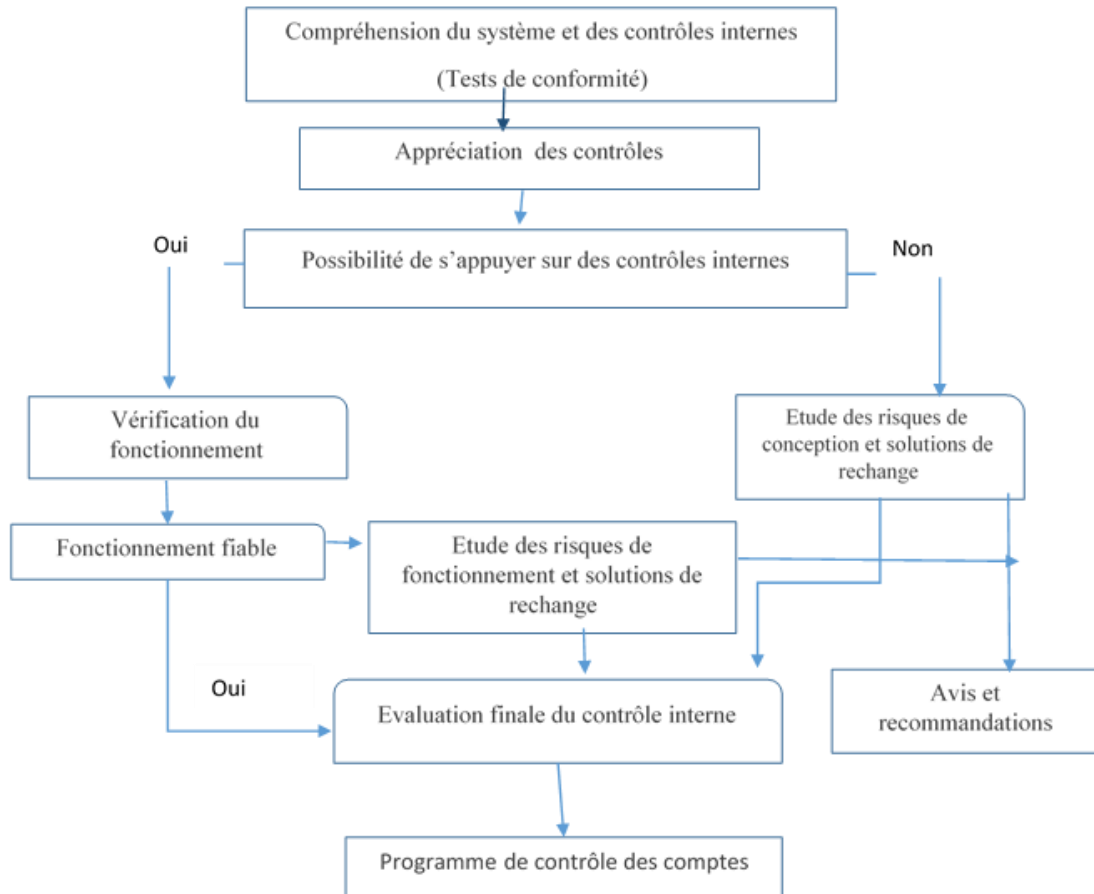 Compréhension du système et des contrôles internes
(Tests de conformité)
Appréciation des contrôles
Oui
Possibilité de s'appuyer sur des contrôles internes
Non
Vérification du
fonctionnement
Etude des risques de
conception et solutions de
rechange
Fonctionnement fiable
Etude des risques de
fonctionnement et solutions de
rechange
Oui
Evaluation finale du contrôle interne
Avis et
recommandations
Programme de contrôle des comptes